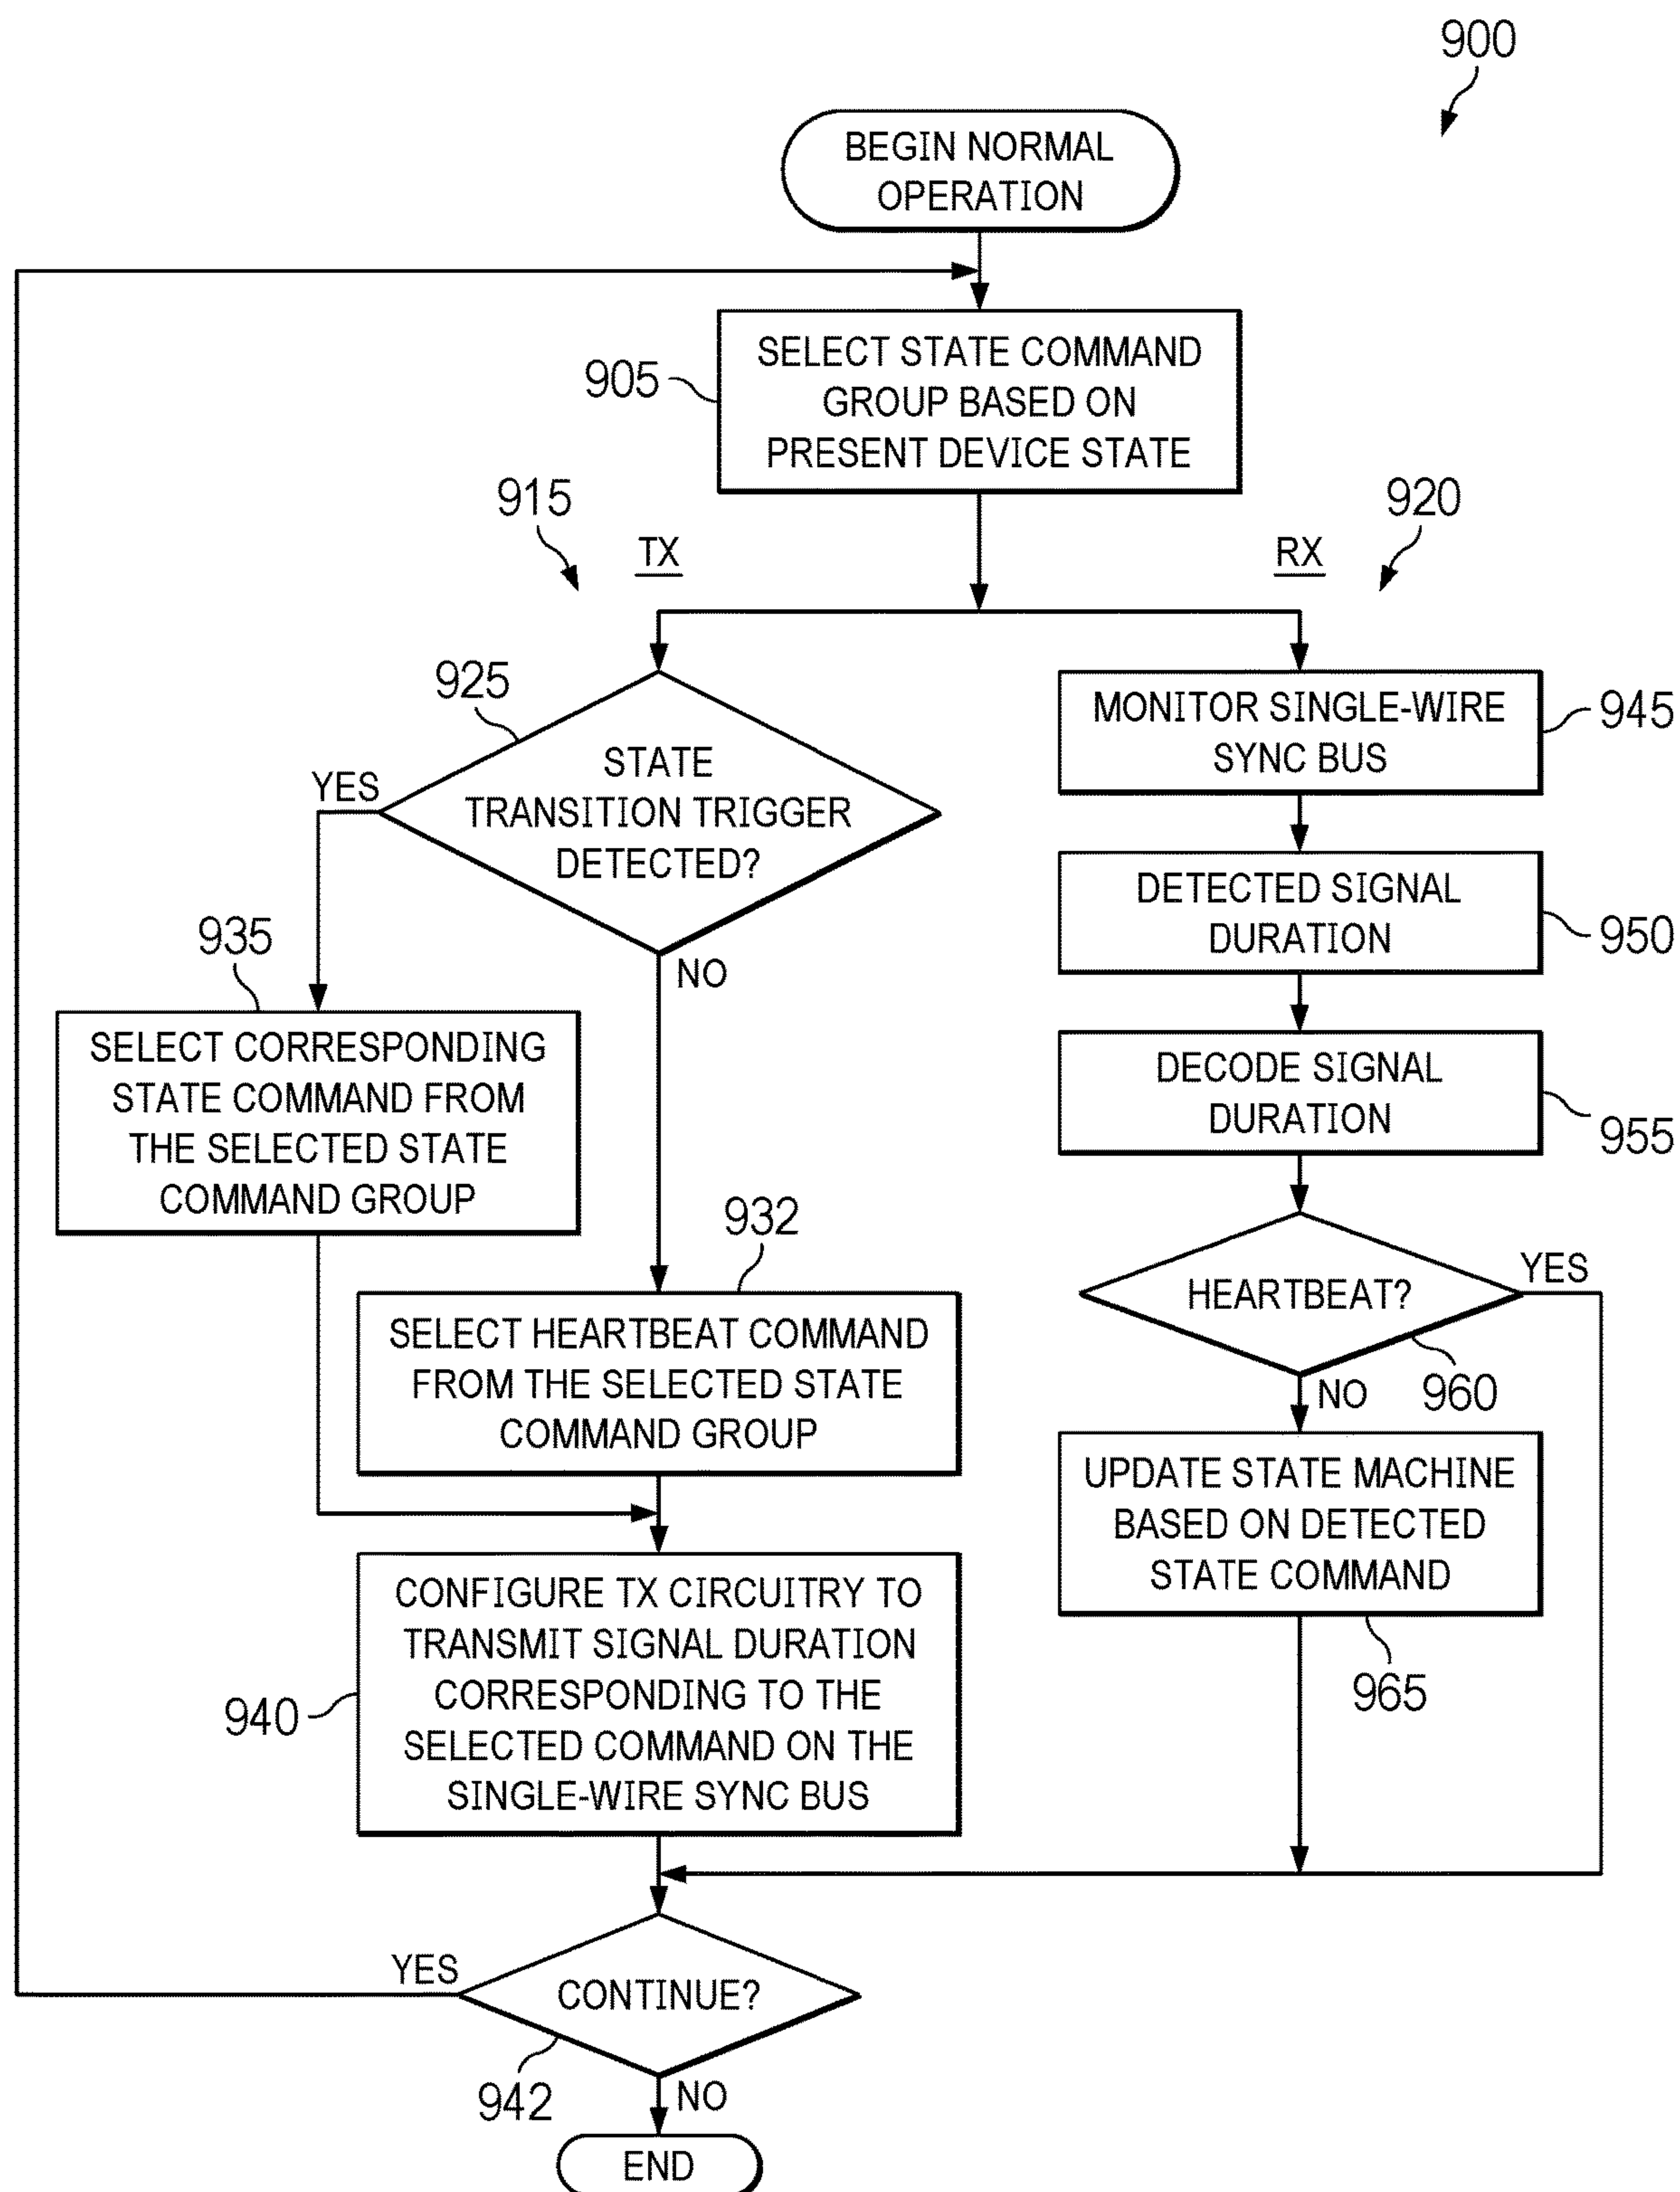 900
BEGIN NORMAL
OPERATION
905
SELECT STATE COMMAND
GROUP BASED ON
PRESENT DEVICE STATE
915
TX
RX
920
925
STATE
TRANSITION TRIGGER
DETECTED?
YES
NO
935
SELECT CORRESPONDING
STATE COMMAND FROM
THE SELECTED STATE
COMMAND GROUP
932
SELECT HEARTBEAT COMMAND
FROM THE SELECTED STATE
COMMAND GROUP
940
CONFIGURE TX CIRCUITRY TO
TRANSMIT SIGNAL DURATION
CORRESPONDING TO THE
SELECTED COMMAND ON THE
SINGLE-WIRE SYNC BUS
MONITOR SINGLE-WIRE
SYNC BUS
945
DETECTED SIGNAL
DURATION
950
DECODE SIGNAL
DURATION
955
HEARTBEAT?
YES
960
NO
UPDATE STATE MACHINE
BASED ON DETECTED
STATE COMMAND
965
YES
CONTINUE?
942
NO
END